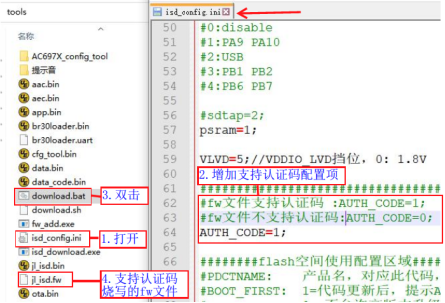 tools
名称
AC697X_config_tool
提示音
aac.bin
aec.bin
app.bin
br30loader.bin
br30loader.uart
cfg_tool.bin
data.bin
data_code.bin
download.bat
3.双击
download.sh
fw_add.exe
isd_config.ini
1.打开
isd_download.exe
jl_isd.bin
jl_isd.fw
4.支持认证码
烧写的fw文件
ota.bin
isd_config.ini
50 #0:disable
51 #1:PA9 PA10
52 #2:USB
53 #3:PB1 PB2
54 #4:PB6 PB7
55
56 #sdtap=2;
57 psram=1;
58
59 VLVD=5;//VDDIO_LVD挡位, 0: 1.8V
60 2.增加支持认证码配置项
61 ############################
62 #fw文件支持认证码 :AUTH_CODE=1;
63 #fw文件不支持认证码:AUTH_CODE=0;
64 AUTH_CODE=1;
65
66 ########flash空间使用配置区域####
67 #PDCTNAME: 产品名，对应此代码，
68 #BOOT_FIRST: 1=代码更新后，提示a